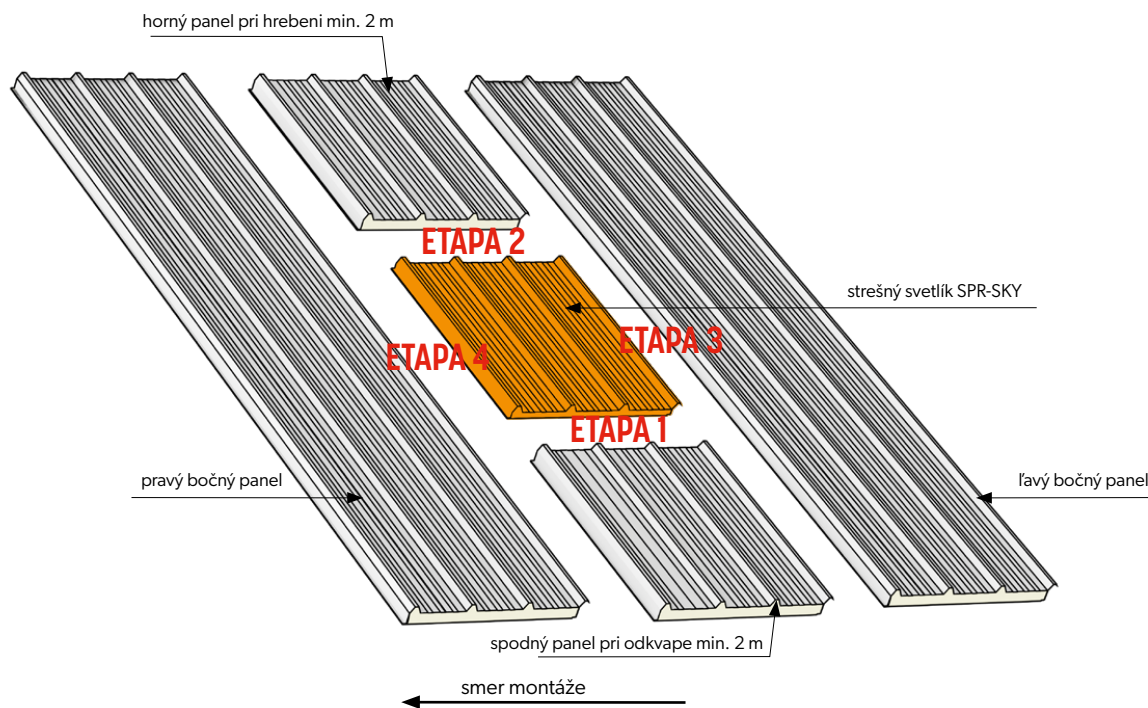 horný panel pri hrebeni min. 2 m
ETAPA 2
strešný svetlík SPR-SKY
ETAPA 3
ETAPA 4
ETAPA 1
pravý bočný panel
ľavý bočný panel
spodný panel pri odkvape min. 2 m
smer montáže